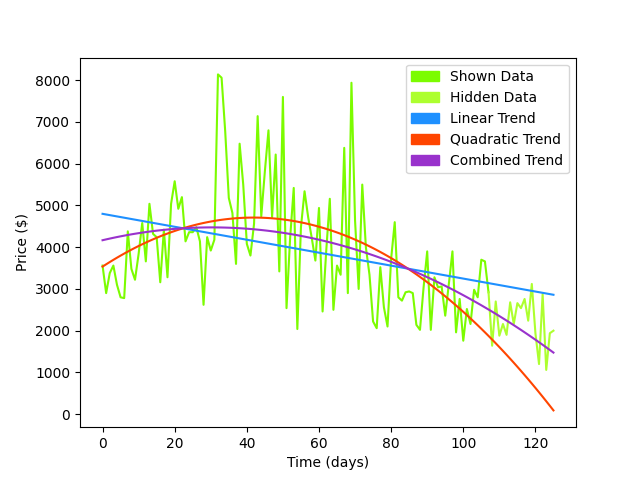 Shown Data
Hidden Data
Linear Trend
Quadratic Trend
Combined Trend
8000
7000
6000
5000
4000
3000
2000
1000
0
Price ($)
0 20 40 60 80 100 120
Time (days)